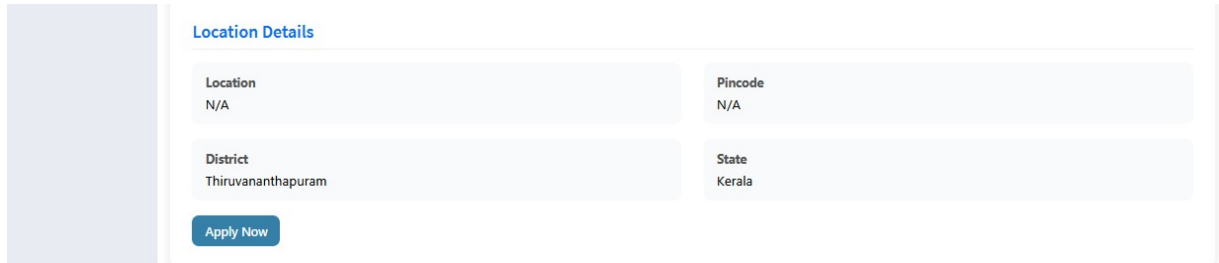 Location Details
Location
N/A
Pincode
N/A
District
Thiruvananthapuram
State
Kerala
Apply Now